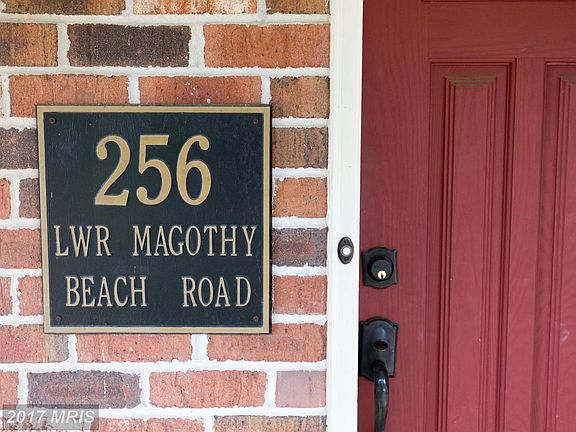 256
LWR MAGOTHY
BEACH ROAD
2017 MRIS